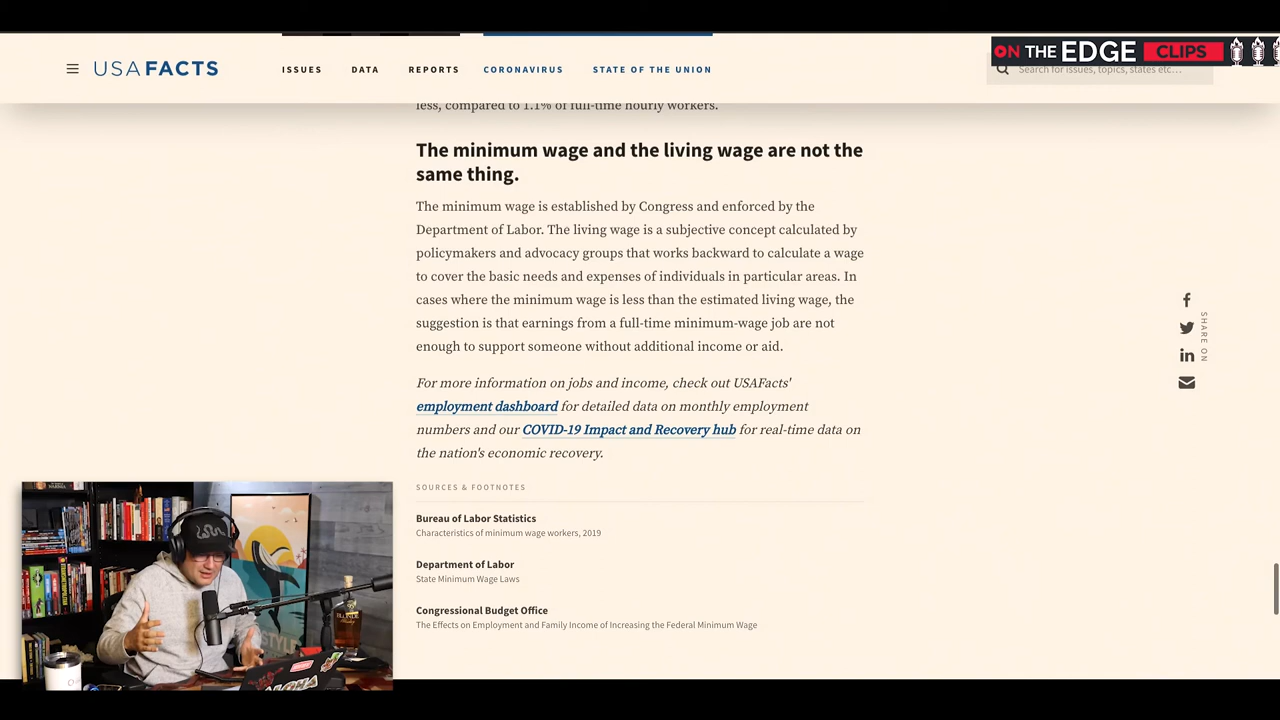 USAFACTS
ISSUES
DATA
REPORTS
CORONAVIRUS
STATE OF THE UNION
ON THE EDGE CLIPS
Search for issues, topics, states etc...
less, compared to 1.1% of full-time hourly workers.
The minimum wage and the living wage are not the
same thing.
The minimum wage is established by Congress and enforced by the
Department of Labor. The living wage is a subjective concept calculated by
policymakers and advocacy groups that works backward to calculate a wage
to cover the basic needs and expenses of individuals in particular areas. In
cases where the minimum wage is less than the estimated living wage, the
suggestion is that earnings from a full-time minimum-wage job are not
enough to support someone without additional income or aid.
SHARE ON
For more information on jobs and income, check out USAFacts'
employment dashboard for detailed data on monthly employment
numbers and our COVID-19 Impact and Recovery hub for real-time data on
the nation's economic recovery.
SOURCES & FOOTNOTES
Bureau of Labor Statistics
Characteristics of minimum wage workers, 2019
Department of Labor
State Minimum Wage Laws
Congressional Budget Office
The Effects on Employment and Family Income of Increasing the Federal Minimum Wage
ALOHA